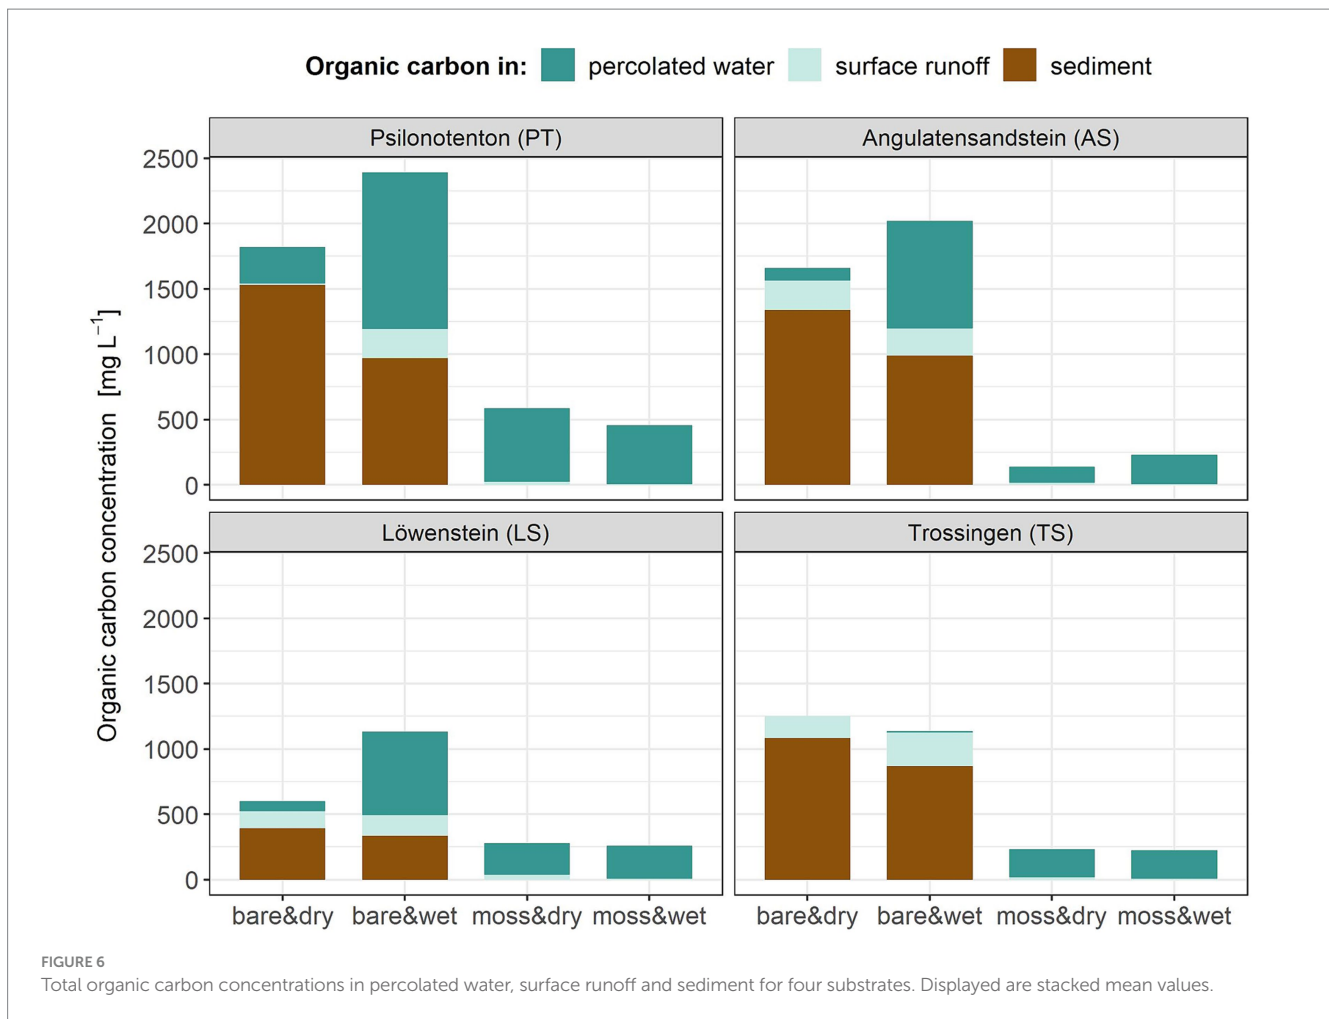 Organic carbon in: percolated water surface runoff sediment
Psilonotenton (PT)
Angulatensandstein (AS)
2500
2000
1500
1000
500
0
Löwenstein (LS)
Trossingen (TS)
2500
2000
1500
1000
500
0
Organic carbon concentration [mg L⁻¹]
bare&dry bare&wet moss&dry moss&wet
bare&dry bare&wet moss&dry moss&wet
FIGURE 6
Total organic carbon concentrations in percolated water, surface runoff and sediment for four substrates. Displayed are stacked mean values.